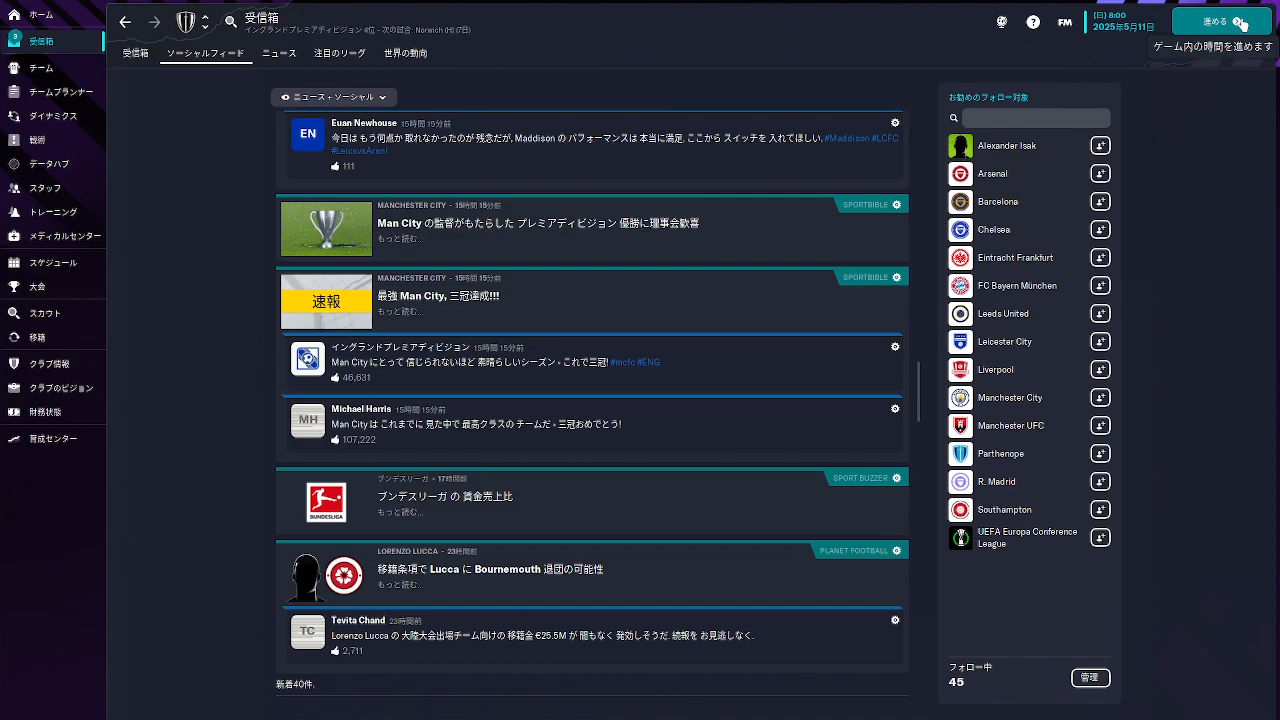 ホーム
3
受信箱
チーム
チームプランナー
ダイナミクス
戦術
データハブ
スタッフ
トレーニング
メディカルセンター
スケジュール
大会
スカウト
移籍
クラブ情報
クラブのビジョン
財務状態
育成センター
受信箱
イングランドプレミアディビジョン 4位 - 次の試合: Norwich (H) (7日)
FM
(日) 8:00
2025年5月11日
進める
ゲーム内の時間を進めます
受信箱
ソーシャルフィード
ニュース
注目のリーグ
世界の動向
ニュース + ソーシャル
EN
Euan Newhouse 15時間 15分前
今日は もう何点か 取れなかったのが 残念だが, Maddison の パフォーマンスは 本当に満足. ここから スイッチを 入れてほしい. #Maddison #LCFC
#LeicsvArsnl
111
MANCHESTER CITY - 15時間 15分前
SPORTBIBLE
Man City の監督がもたらした プレミアディビジョン 優勝に理事会歓喜
もっと読む...
速報
MANCHESTER CITY - 15時間 15分前
SPORTBIBLE
最強 Man City, 三冠達成!!!
もっと読む...
イングランドプレミアディビジョン 15時間 15分前
Man City にとって 信じられないほど 素晴らしいシーズン - これで三冠! #mcfc #ENG
46,631
MH
Michael Harris 15時間 15分前
Man City は これまでに 見た中で 最高クラスの チームだ - 三冠おめでとう!
107,222
BUNDESLIGA
ブンデスリーガ - 17時間前
SPORT BUZZER
ブンデスリーガ の 賃金売上比
もっと読む...
LORENZO LUCCA - 23時間前
PLANET FOOTBALL
移籍条項で Lucca に Bournemouth 退団の可能性
もっと読む...
TC
Tevita Chand 23時間前
Lorenzo Lucca の 大陸大会出場チーム向けの 移籍金 €25.5M が 間もなく 発効しそうだ. 続報を お見逃しなく.
2,711
新着40件.
お勧めのフォロー対象
Alexander Isak
Arsenal
Barcelona
Chelsea
Eintracht Frankfurt
FC Bayern München
Leeds United
Leicester City
Liverpool
Manchester City
Manchester UFC
Parthenope
R. Madrid
Southampton
UEFA Europa Conference
League
フォロー中
45
管理